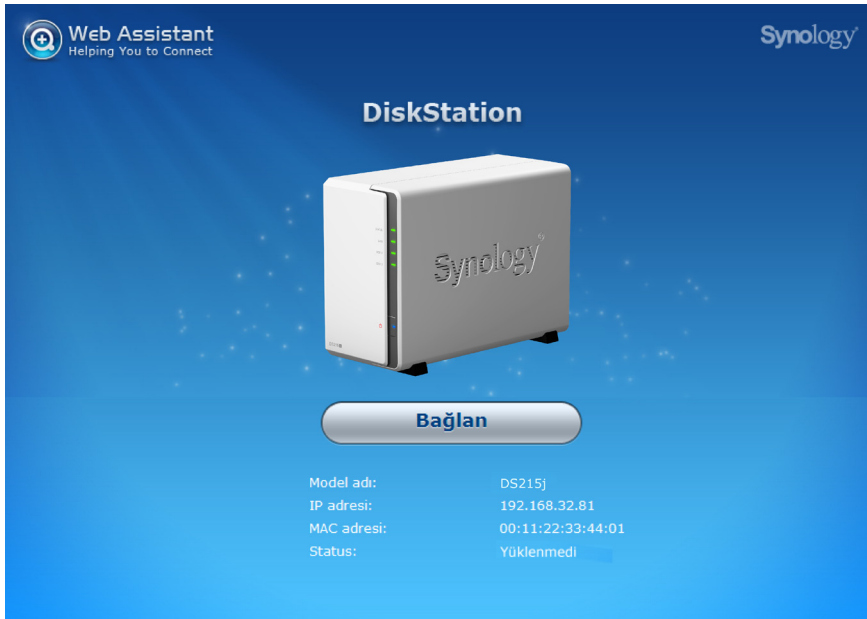 Web Assistant
Helping You to Connect
Synology
DiskStation
Synology
Bağlan
Model adı: DS215j
IP adresi: 192.168.32.81
MAC adresi: 00:11:22:33:44:01
Status: Yüklenmedi